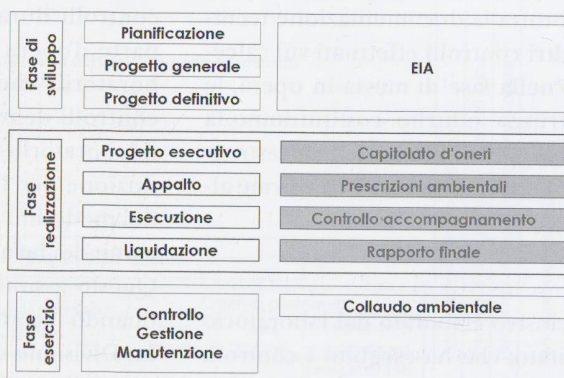 Fase di
sviluppo
Pianificazione
Progetto generale
Progetto definitivo
EIA
Fase
realizzazione
Progetto esecutivo
Capitolato d'oneri
Appalto
Prescrizioni ambientali
Esecuzione
Controllo accompagnamento
Liquidazione
Rapporto finale
Fase
esercizio
Controllo
Gestione
Manutenzione
Collaudo ambientale